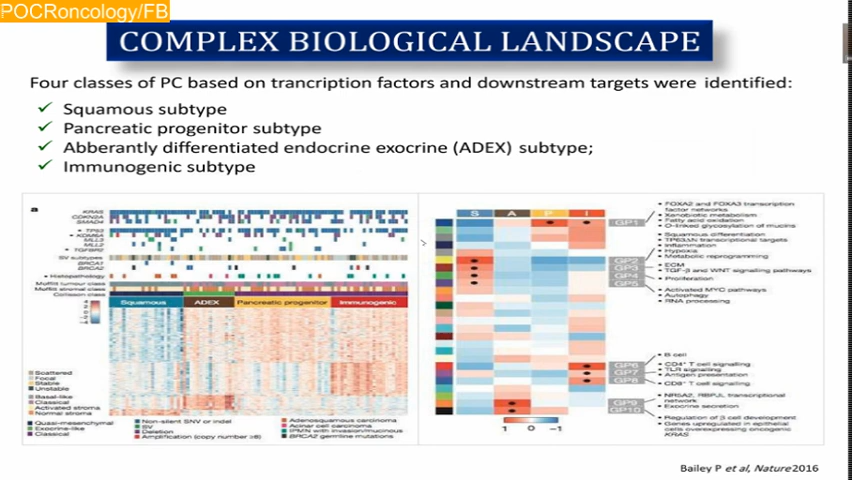 POCRoncology/FB
COMPLEX BIOLOGICAL LANDSCAPE
Four classes of PC based on trancription factors and downstream targets were identified:
✓ Squamous subtype
✓ Pancreatic progenitor subtype
✓ Abberantly differentiated endocrine exocrine (ADEX) subtype;
✓ Immunogenic subtype
a
KRAS
CDKN2A
SMAD4
TP53
KDM6A
MLL3
MLL2
TGFBR2
SV subtypes
BRCA1
BRCA2
Histopathology
Moffitt tumour class
Moffitt stromal class
Collisson class
Squamous
ADEX
Pancreatic progenitor
Immunogenic
Scattered
Focal
Stable
Unstable
Basal-like
Classical
Activated stroma
Normal stroma
Quasi-mesenchymal
Exocrine-like
Classical
Non-silent SNV or indel
SV
Deletion
Amplification (copy number ≥8)
Adenosquamous carcinoma
Acinar cell carcinoma
IPMN with invasion/mucinous
BRCA2 germline mutations
S A P I
GP1
GP2
GP3
GP4
GP5
GP6
GP7
GP8
GP9
GP10
1 0 -1
FOXA2 and FOXA3 transcription
factor networks
Xenobiotic metabolism
Fatty acid oxidation
O-linked glycosylation of mucins
Squamous differentiation
TP63ΔN transcriptional targets
Inflammation
Hypoxia
Metabolic reprogramming
ECM
TGF-β and WNT signalling pathways
Proliferation
Activated MYC pathways
Autophagy
RNA processing
B cell
CD4+ T cell signalling
TLR signalling
Antigen presentation
CD8+ T cell signalling
NR5A2, RBPJL transcriptional
network
Exocrine secretion
Regulation of β cell development
Genes upregulated in epithelial
cells overexpressing oncogenic
KRAS
Bailey P et al, Nature 2016